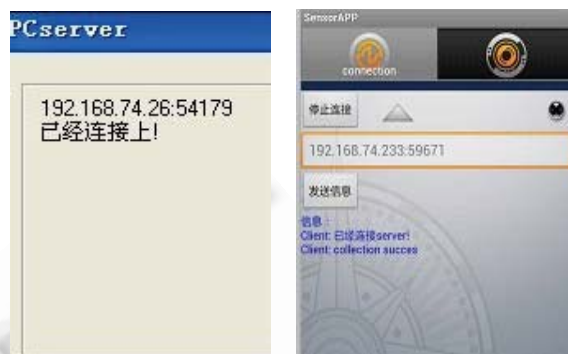 PCserver
192.168.74.26:54179
已经连接上!
SensorAPP
connection
停止连接
192.168.74.233:59671
发送信息
信息:
Client: 已经连接server!
Client: collection succes